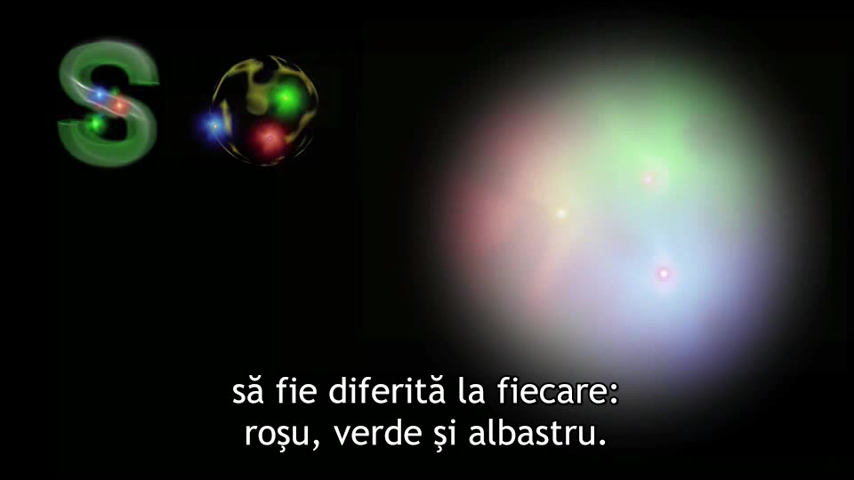 S
să fie diferită la fiecare:
roşu, verde şi albastru.